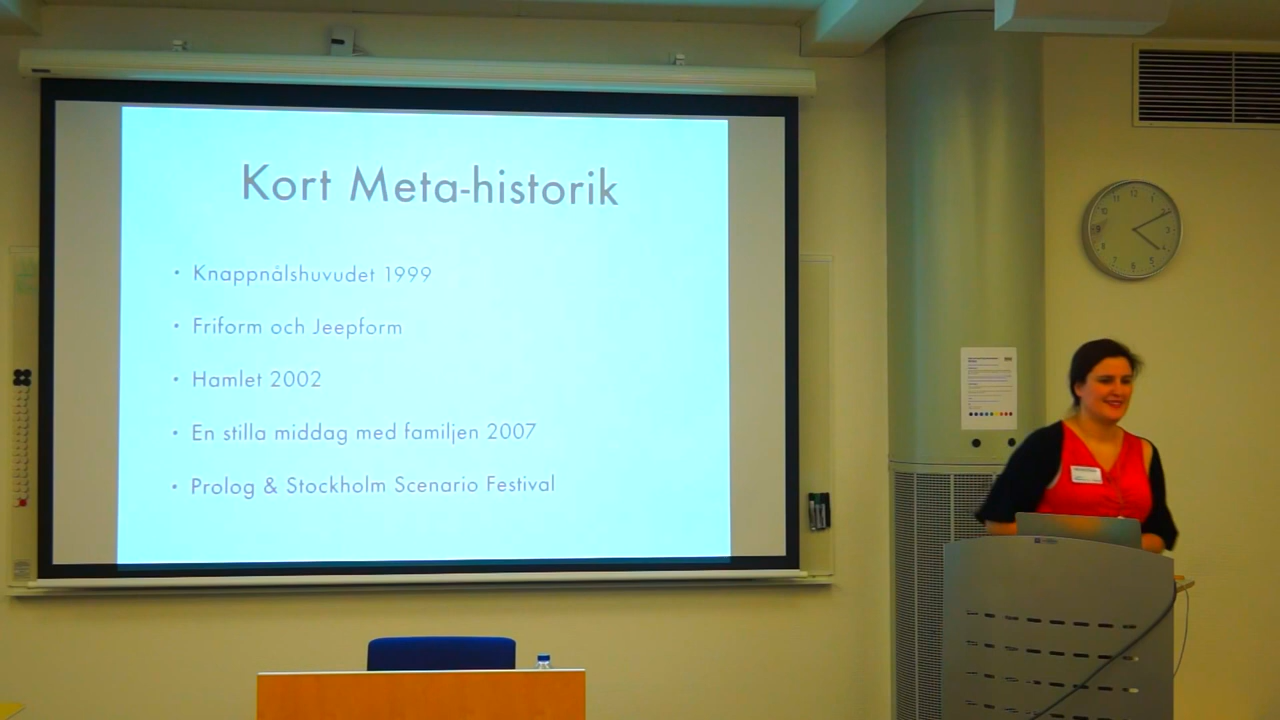 Kort Meta-historik
• Knappnålshuvudet 1999
• Friform och Jeepform
• Hamlet 2002
• En stilla middag med familjen 2007
• Prolog & Stockholm Scenario Festival